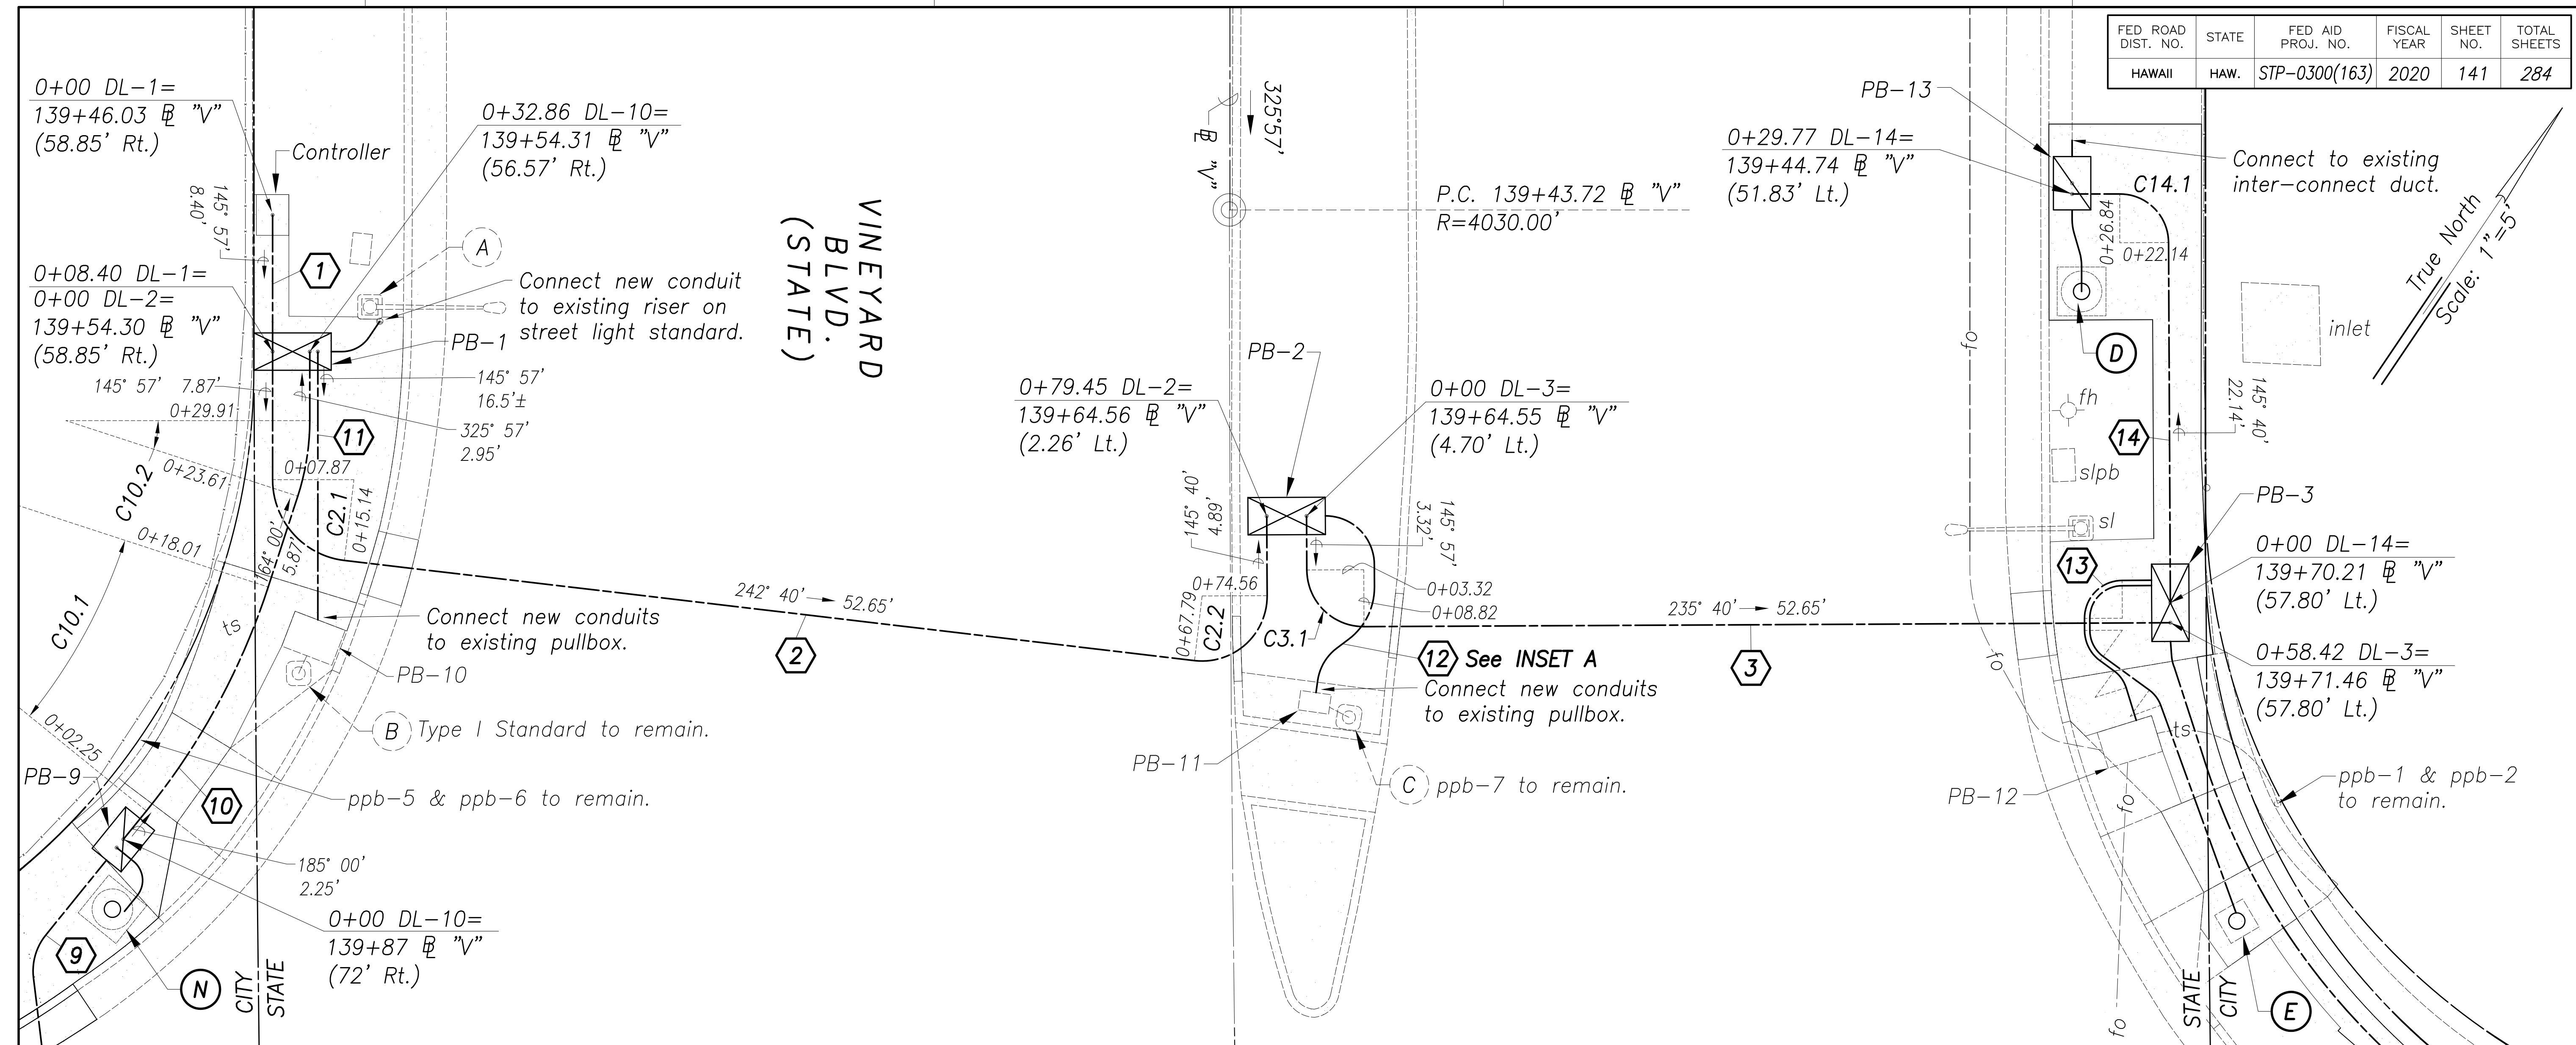 FED ROAD DIST. NO.
STATE
FED AID PROJ. NO.
FISCAL YEAR
SHEET NO.
TOTAL SHEETS
HAWAII
HAW.
STP-0300(163)
2020
141
284
0+00 DL-1=
139+46.03 ⅊ "V"
(58.85' Rt.)
Controller
0+32.86 DL-10=
139+54.31 ⅊ "V"
(56.57' Rt.)
145° 57'
8.40'
1
A
0+08.40 DL-1=
0+00 DL-2=
139+54.30 ⅊ "V"
(58.85' Rt.)
Connect new conduit
to existing riser on
street light standard.
PB-1
145° 57' 7.87'
0+29.91
145° 57'
16.5'±
325° 57'
2.95'
11
C10.2
0+23.61
0+07.87
C2.1
0+15.14
164° 00'
5.87'
0+18.01
C10.1
ts
0+02.25
Connect new conduits
to existing pullbox.
PB-10
B
Type I Standard to remain.
PB-9
10
ppb-5 & ppb-6 to remain.
185° 00'
2.25'
0+00 DL-10=
139+87 ⅊ "V"
(72' Rt.)
9
N
CITY
STATE
VINEYARD
BLVD.
(STATE)
242° 40' 52.65'
2
⅊ "V"
325°57'
P.C. 139+43.72 ⅊ "V"
R=4030.00'
PB-2
0+79.45 DL-2=
139+64.56 ⅊ "V"
(2.26' Lt.)
0+00 DL-3=
139+64.55 ⅊ "V"
(4.70' Lt.)
145° 40'
4.89'
145° 57'
3.32'
0+74.56
0+67.79
C2.2
C3.1
0+03.32
0+08.82
235° 40' 52.65'
3
12 See INSET A
Connect new conduits
to existing pullbox.
PB-11
C
ppb-7 to remain.
PB-13
0+29.77 DL-14=
139+44.74 ⅊ "V"
(51.83' Lt.)
C14.1
Connect to existing
inter-connect duct.
0+26.84
0+22.14
True North
Scale: 1"=5'
inlet
D
fo
fh
145° 40'
22.14'
14
slpb
sl
PB-3
13
0+00 DL-14=
139+70.21 ⅊ "V"
(57.80' Lt.)
0+58.42 DL-3=
139+71.46 ⅊ "V"
(57.80' Lt.)
fo
ts
PB-12
fo
ppb-1 & ppb-2
to remain.
fo
STATE
CITY
E